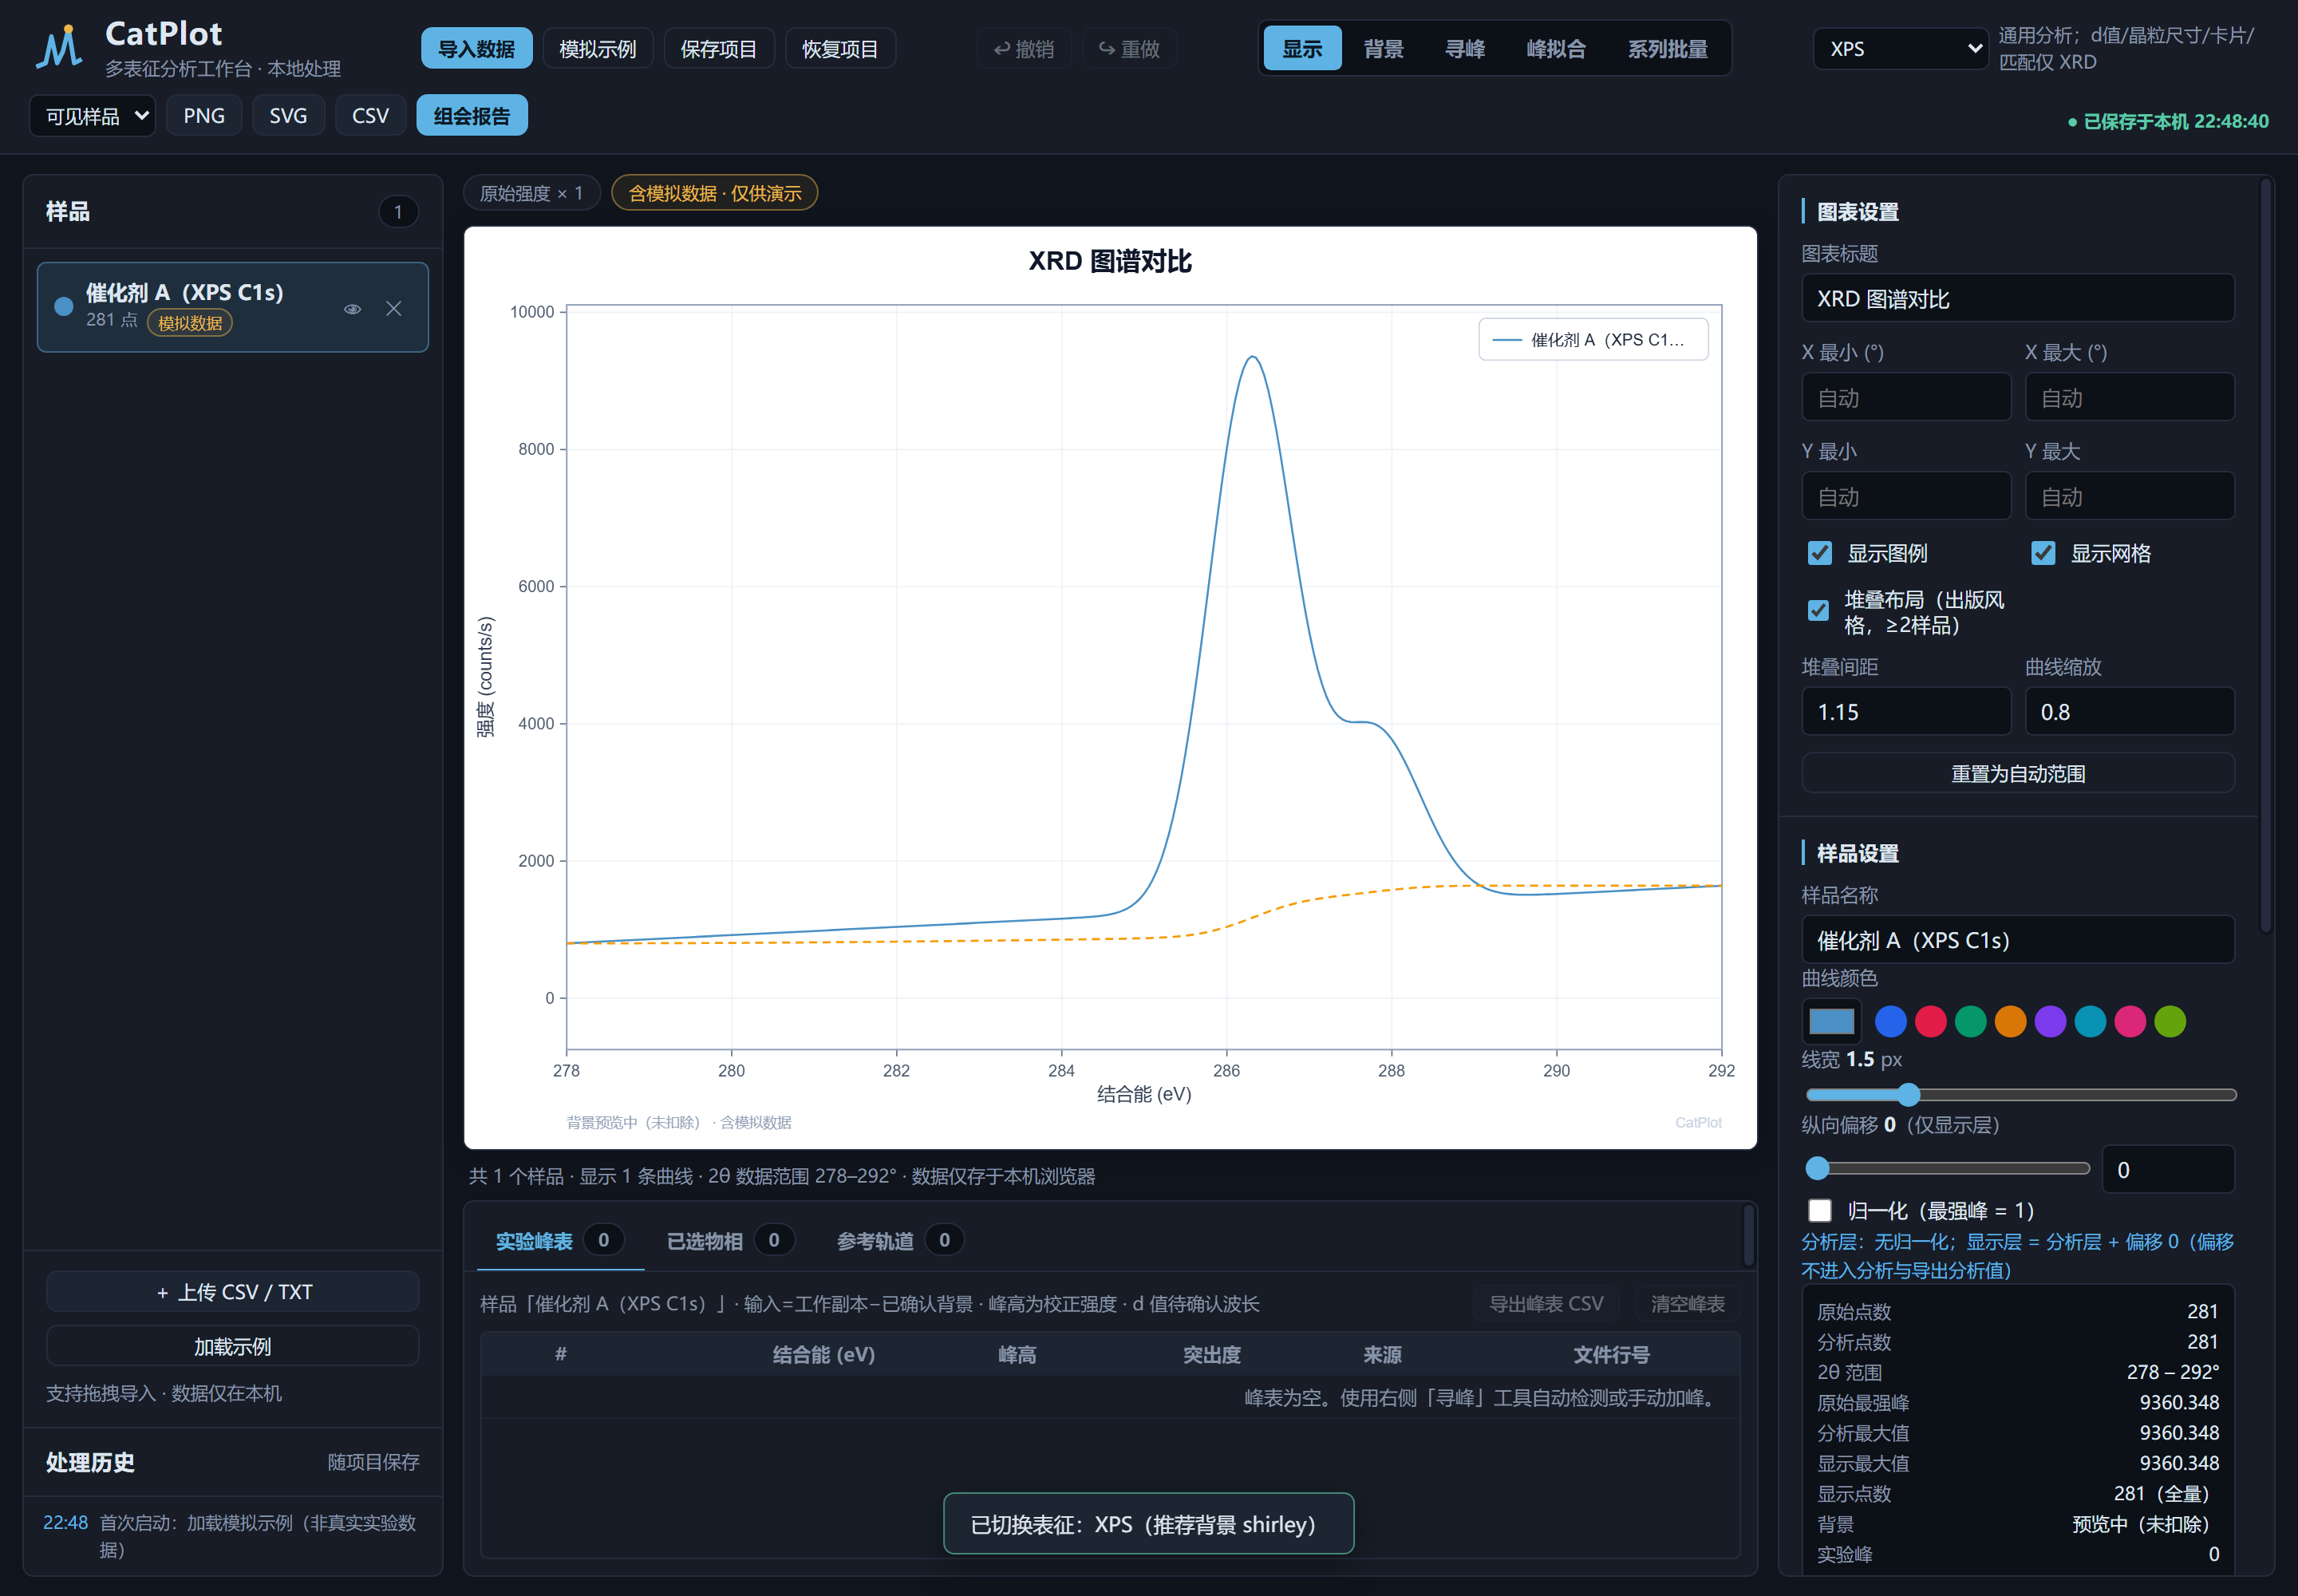 CatPlot
多表征分析工作台 · 本地处理
导入数据
模拟示例
保存项目
恢复项目
↩ 撤销
↪ 重做
显示
背景
寻峰
峰拟合
系列批量
XPS
通用分析；d值/晶粒尺寸/卡片/
匹配仅 XRD
可见样品
PNG
SVG
CSV
组会报告
● 已保存于本机 22:48:40
样品
1
催化剂 A（XPS C1s）
281 点
模拟数据
+ 上传 CSV / TXT
加载示例
支持拖拽导入 · 数据仅在本机
处理历史
随项目保存
22:48 首次启动：加载模拟示例（非真实实验数
据）
原始强度 × 1
含模拟数据 · 仅供演示
XRD 图谱对比
催化剂 A（XPS C1…
10000
8000
6000
4000
2000
0
强度 (counts/s)
278
280
282
284
286
288
290
292
结合能 (eV)
背景预览中（未扣除） · 含模拟数据
CatPlot
共 1 个样品 · 显示 1 条曲线 · 2θ 数据范围 278–292° · 数据仅存于本机浏览器
实验峰表 0
已选物相 0
参考轨道 0
样品「催化剂 A（XPS C1s）」· 输入=工作副本−已确认背景 · 峰高为校正强度 · d 值待确认波长
导出峰表 CSV
清空峰表
#
结合能 (eV)
峰高
突出度
来源
文件行号
峰表为空。使用右侧「寻峰」工具自动检测或手动加峰。
已切换表征：XPS（推荐背景 shirley）
图表设置
图表标题
XRD 图谱对比
X 最小 (°)
X 最大 (°)
自动
自动
Y 最小
Y 最大
自动
自动
显示图例
显示网格
堆叠布局（出版风
格，≥2样品）
堆叠间距
曲线缩放
1.15
0.8
重置为自动范围
样品设置
样品名称
催化剂 A（XPS C1s）
曲线颜色
线宽 1.5 px
纵向偏移 0（仅显示层）
0
归一化（最强峰 = 1）
分析层：无归一化；显示层 = 分析层 + 偏移 0（偏移
不进入分析与导出分析值）
原始点数 281
分析点数 281
2θ 范围 278 – 292°
原始最强峰 9360.348
分析最大值 9360.348
显示最大值 9360.348
显示点数 281（全量）
背景 预览中（未扣除）
实验峰 0